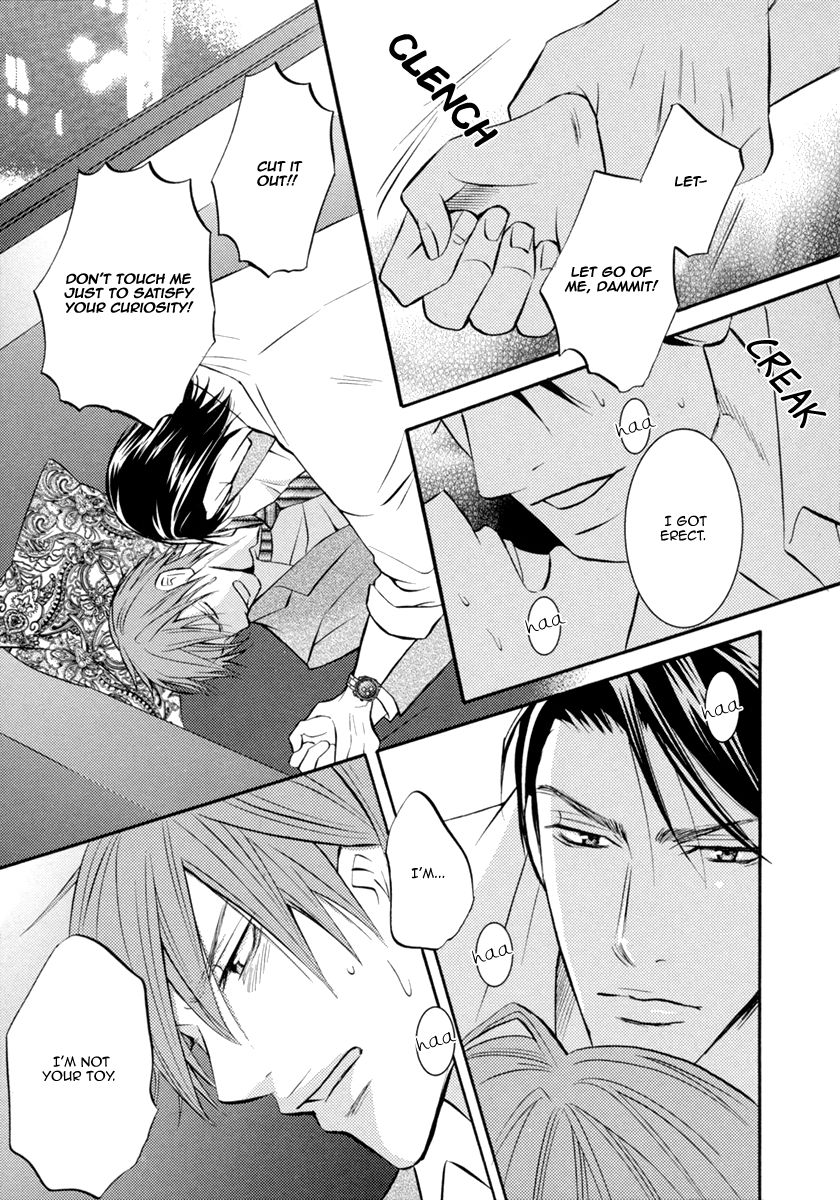 CLENCH
LET-
LET GO OF
ME, DAMMIT!
CREAK
haa
I GOT
ERECT.
haa
CUT IT
OUT!!
DON'T TOUCH ME
JUST TO SATISFY
YOUR CURIOSITY!
haa
haa
haa
I'M...
haa
I'M NOT
YOUR TOY.